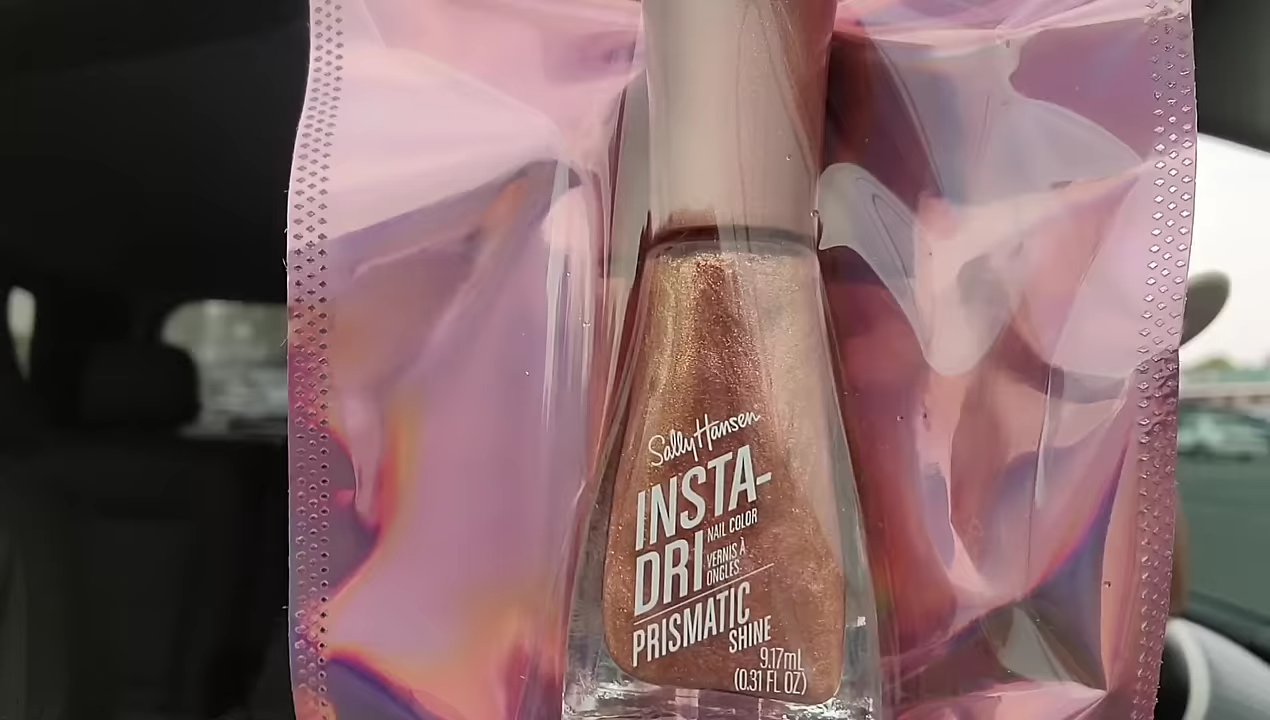 Sally Hansen
INSTA-
DRI
NAIL COLOR
VERNIS À
ONGLES
PRISMATIC
SHINE
9.17mL
(0.31 FL OZ)